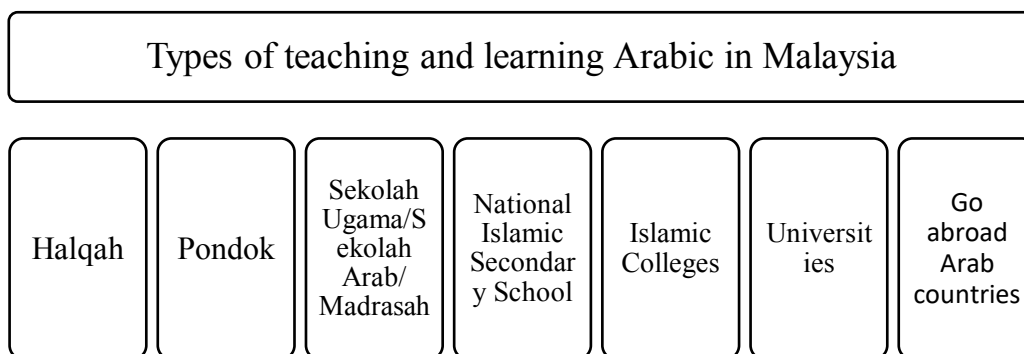 Types of teaching and learning Arabic in Malaysia
Halqah
Pondok
Sekolah
Ugama/S
ekolah
Arab/
Madrasah
National
Islamic
Secondar
y School
Islamic
Colleges
Universit
ies
Go
abroad
Arab
countries